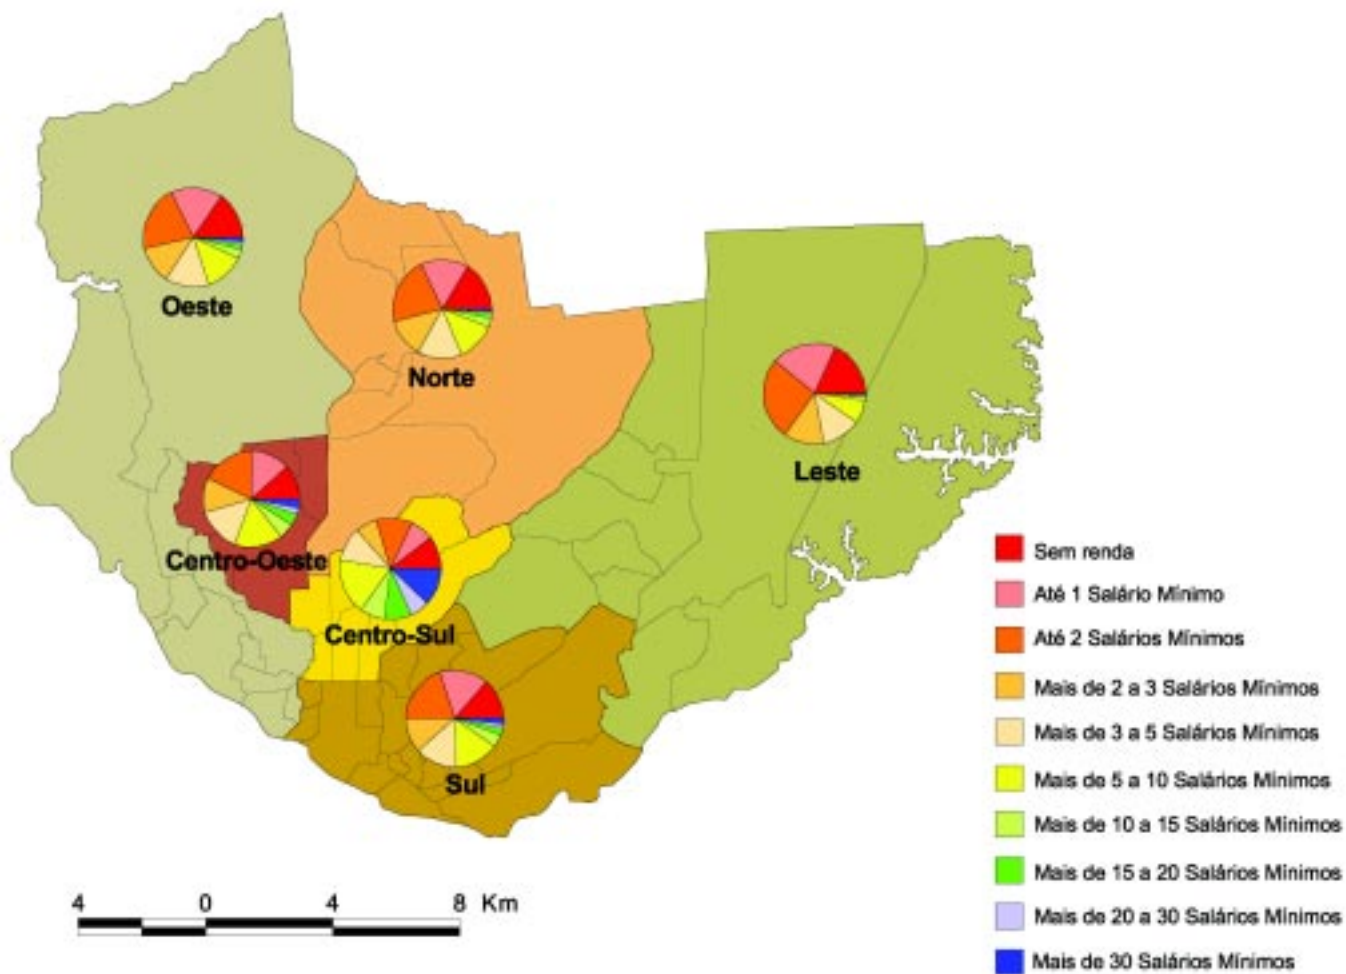 Oeste
Norte
Leste
Centro-Oeste
Centro-Sul
Sul
Sem renda
Até 1 Salário Mínimo
Até 2 Salários Mínimos
Mais de 2 a 3 Salários Mínimos
Mais de 3 a 5 Salários Mínimos
Mais de 5 a 10 Salários Mínimos
Mais de 10 a 15 Salários Mínimos
Mais de 15 a 20 Salários Mínimos
Mais de 20 a 30 Salários Mínimos
Mais de 30 Salários Mínimos
4 0 4 8 Km